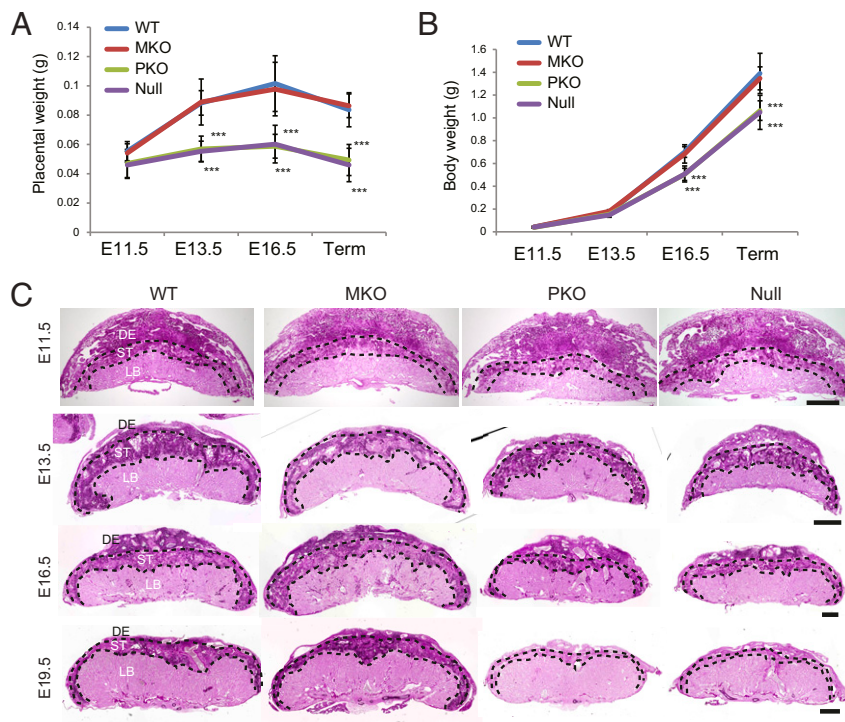 A
Placental weight (g)
0.14
0.12
0.1
0.08
0.06
0.04
0.02
0
WT
MKO
PKO
Null
***
***
***
***
***
***
E11.5
E13.5
E16.5
Term
B
Body weight (g)
1.6
1.4
1.2
1.0
0.8
0.6
0.4
0.2
0
WT
MKO
PKO
Null
***
***
***
***
E11.5
E13.5
E16.5
Term
C
WT
MKO
PKO
Null
E11.5
DE
ST
LB
E13.5
DE
ST
LB
E16.5
DE
ST
LB
E19.5
DE
ST
LB